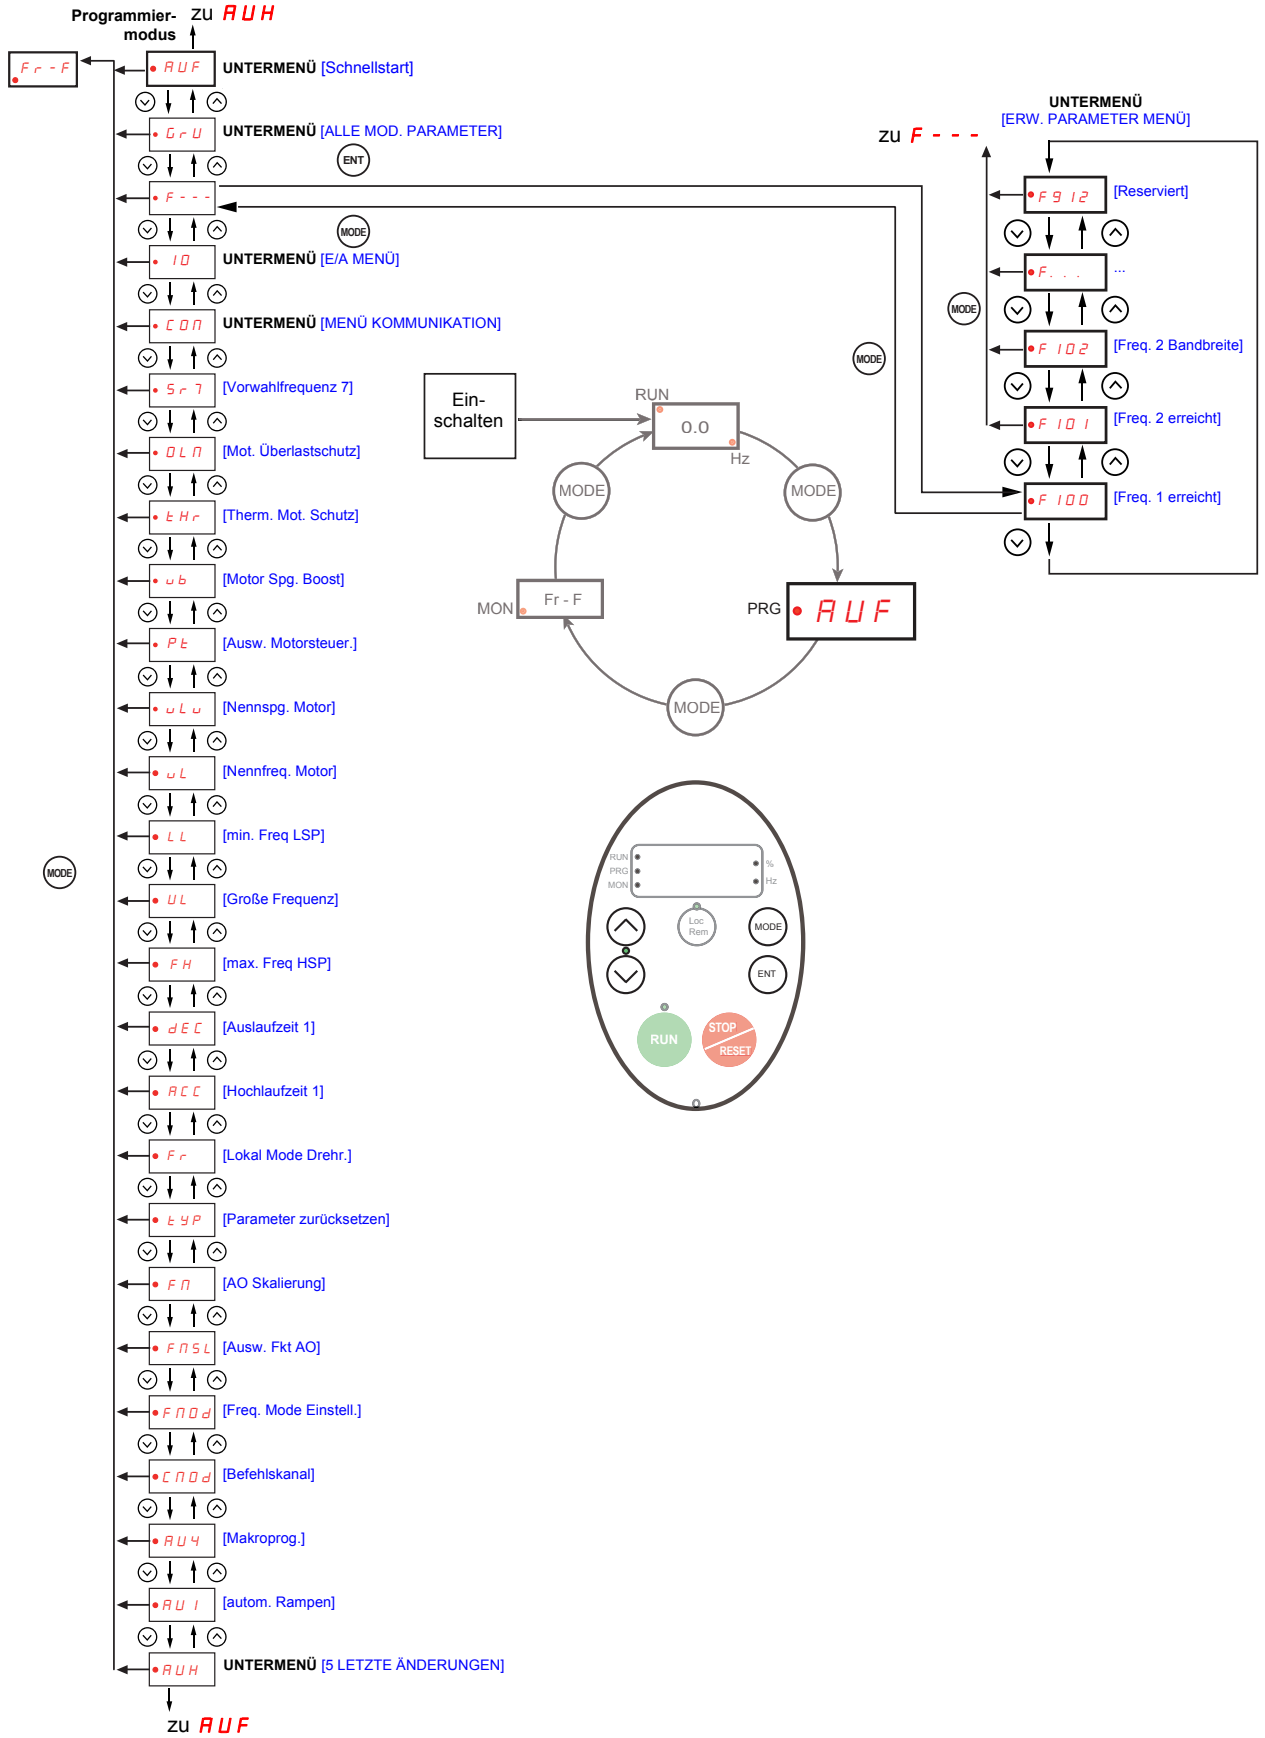 Programmier-
modus
zu AUH
Fr-F
AUF
UNTERMENÜ [Schnellstart]
GrU
UNTERMENÜ [ALLE MOD. PARAMETER]
ENT
F---
MODE
IO
UNTERMENÜ [E/A MENÜ]
CON
UNTERMENÜ [MENÜ KOMMUNIKATION]
Sr7
[Vorwahlfrequenz 7]
OLN
[Mot. Überlastschutz]
tHr
[Therm. Mot. Schutz]
ub
[Motor Spg. Boost]
Pt
[Ausw. Motorsteuer.]
uLu
[Nennspg. Motor]
uL
[Nennfreq. Motor]
LL
[min. Freq LSP]
MODE
UL
[Große Frequenz]
FH
[max. Freq HSP]
dEC
[Auslaufzeit 1]
ACC
[Hochlaufzeit 1]
Fr
[Lokal Mode Drehr.]
tYP
[Parameter zurücksetzen]
FM
[AO Skalierung]
FMSL
[Ausw. Fkt AO]
FMOd
[Freq. Mode Einstell.]
CMOd
[Befehlskanal]
AU4
[Makroprog.]
AU1
[autom. Rampen]
AUH
UNTERMENÜ [5 LETZTE ÄNDERUNGEN]
zu AUF
UNTERMENÜ
[ERW. PARAMETER MENÜ]
zu F---
F912
[Reserviert]
F...
...
MODE
F102
[Freq. 2 Bandbreite]
MODE
F101
[Freq. 2 erreicht]
F100
[Freq. 1 erreicht]
Ein-
schalten
RUN
0.0
Hz
MODE
MODE
MON
Fr - F
PRG
AUF
MODE
RUN
PRG
MON
%
Hz
Loc
Rem
MODE
ENT
RUN
STOP
RESET